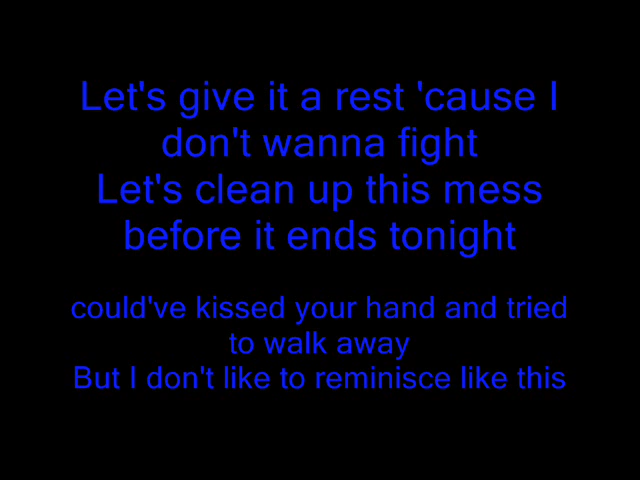 Let's give it a rest 'cause I
don't wanna fight
Let's clean up this mess
before it ends tonight
could've kissed your hand and tried
to walk away
But I don't like to reminisce like this